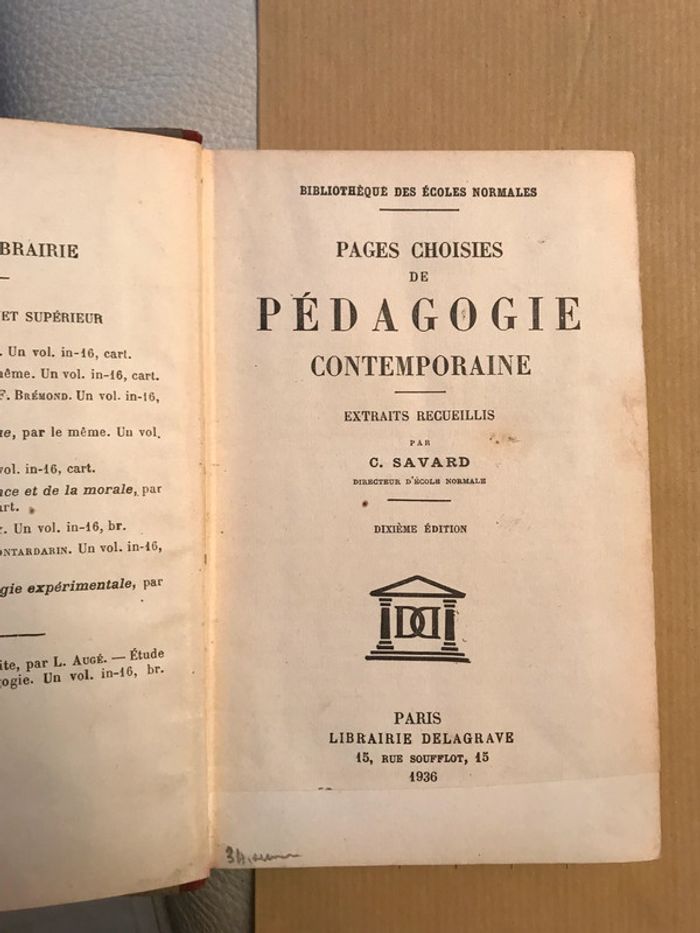 BRAIRIE
ET SUPÉRIEUR
. Un vol. in-16, cart.
ême. Un vol. in-16, cart.
F. BRÉMOND. Un vol. in-16,
e, par le même. Un vol.
vol. in-16, cart.
ce et de la morale, par
art.
. Un vol. in-16, br.
ONTARDARIN. Un vol. in-16,
gie expérimentale, par
ite, par L. AUGÉ. — Étude
ogie. Un vol. in-16, br.
BIBLIOTHÈQUE DES ÉCOLES NORMALES
PAGES CHOISIES
DE
PÉDAGOGIE
CONTEMPORAINE
EXTRAITS RECUEILLIS
PAR
C. SAVARD
DIRECTEUR D'ÉCOLE NORMALE
DIXIÈME ÉDITION
PARIS
LIBRAIRIE DELAGRAVE
15, RUE SOUFFLOT, 15
1936